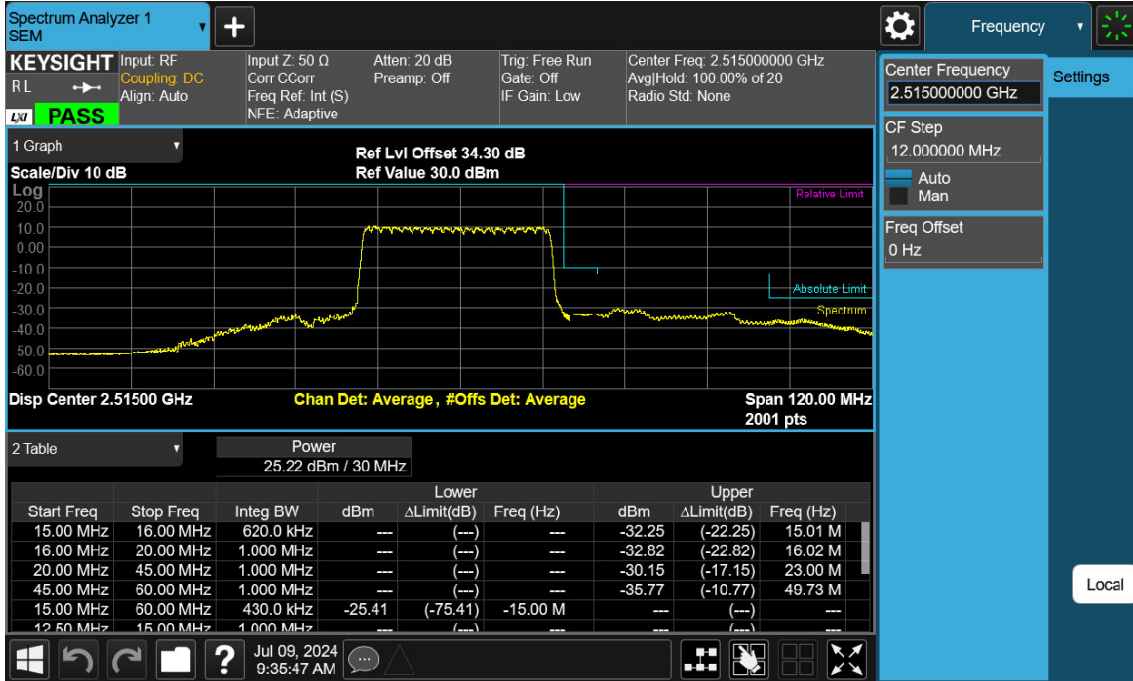 Spectrum Analyzer 1
SEM
+
Frequency
KEYSIGHT
RL
LXI PASS
Input: RF
Coupling: DC
Align: Auto
Input Z: 50 Ω
Corr CCorr
Freq Ref: Int (S)
NFE: Adaptive
Atten: 20 dB
Preamp: Off
Trig: Free Run
Gate: Off
IF Gain: Low
Center Freq: 2.515000000 GHz
Avg|Hold: 100.00% of 20
Radio Std: None
Center Frequency
2.515000000 GHz
Settings
CF Step
12.000000 MHz
Auto
Man
Freq Offset
0 Hz
1 Graph
Ref Lvl Offset 34.30 dB
Scale/Div 10 dB Ref Value 30.0 dBm
Log
Relative Limit
20.0
10.0
0.00
-10.0
-20.0
Absolute Limit
-30.0
Spectrum
-40.0
50.0
-60.0
Disp Center 2.51500 GHz Chan Det: Average , #Offs Det: Average Span 120.00 MHz
2001 pts
2 Table
Power
25.22 dBm / 30 MHz
Lower Upper
Start Freq Stop Freq Integ BW dBm ΔLimit(dB) Freq (Hz) dBm ΔLimit(dB) Freq (Hz)
15.00 MHz 16.00 MHz 620.0 kHz --- (---) --- -32.25 (-22.25) 15.01 M
16.00 MHz 20.00 MHz 1.000 MHz --- (---) --- -32.82 (-22.82) 16.02 M
20.00 MHz 45.00 MHz 1.000 MHz --- (---) --- -30.15 (-17.15) 23.00 M
45.00 MHz 60.00 MHz 1.000 MHz --- (---) --- -35.77 (-10.77) 49.73 M
15.00 MHz 60.00 MHz 430.0 kHz -25.41 (-75.41) -15.00 M --- (---) ---
12.50 MHz 15.00 MHz 1.000 MHz --- (---) --- --- (---) ---
Local
?
Jul 09, 2024
9:35:47 AM